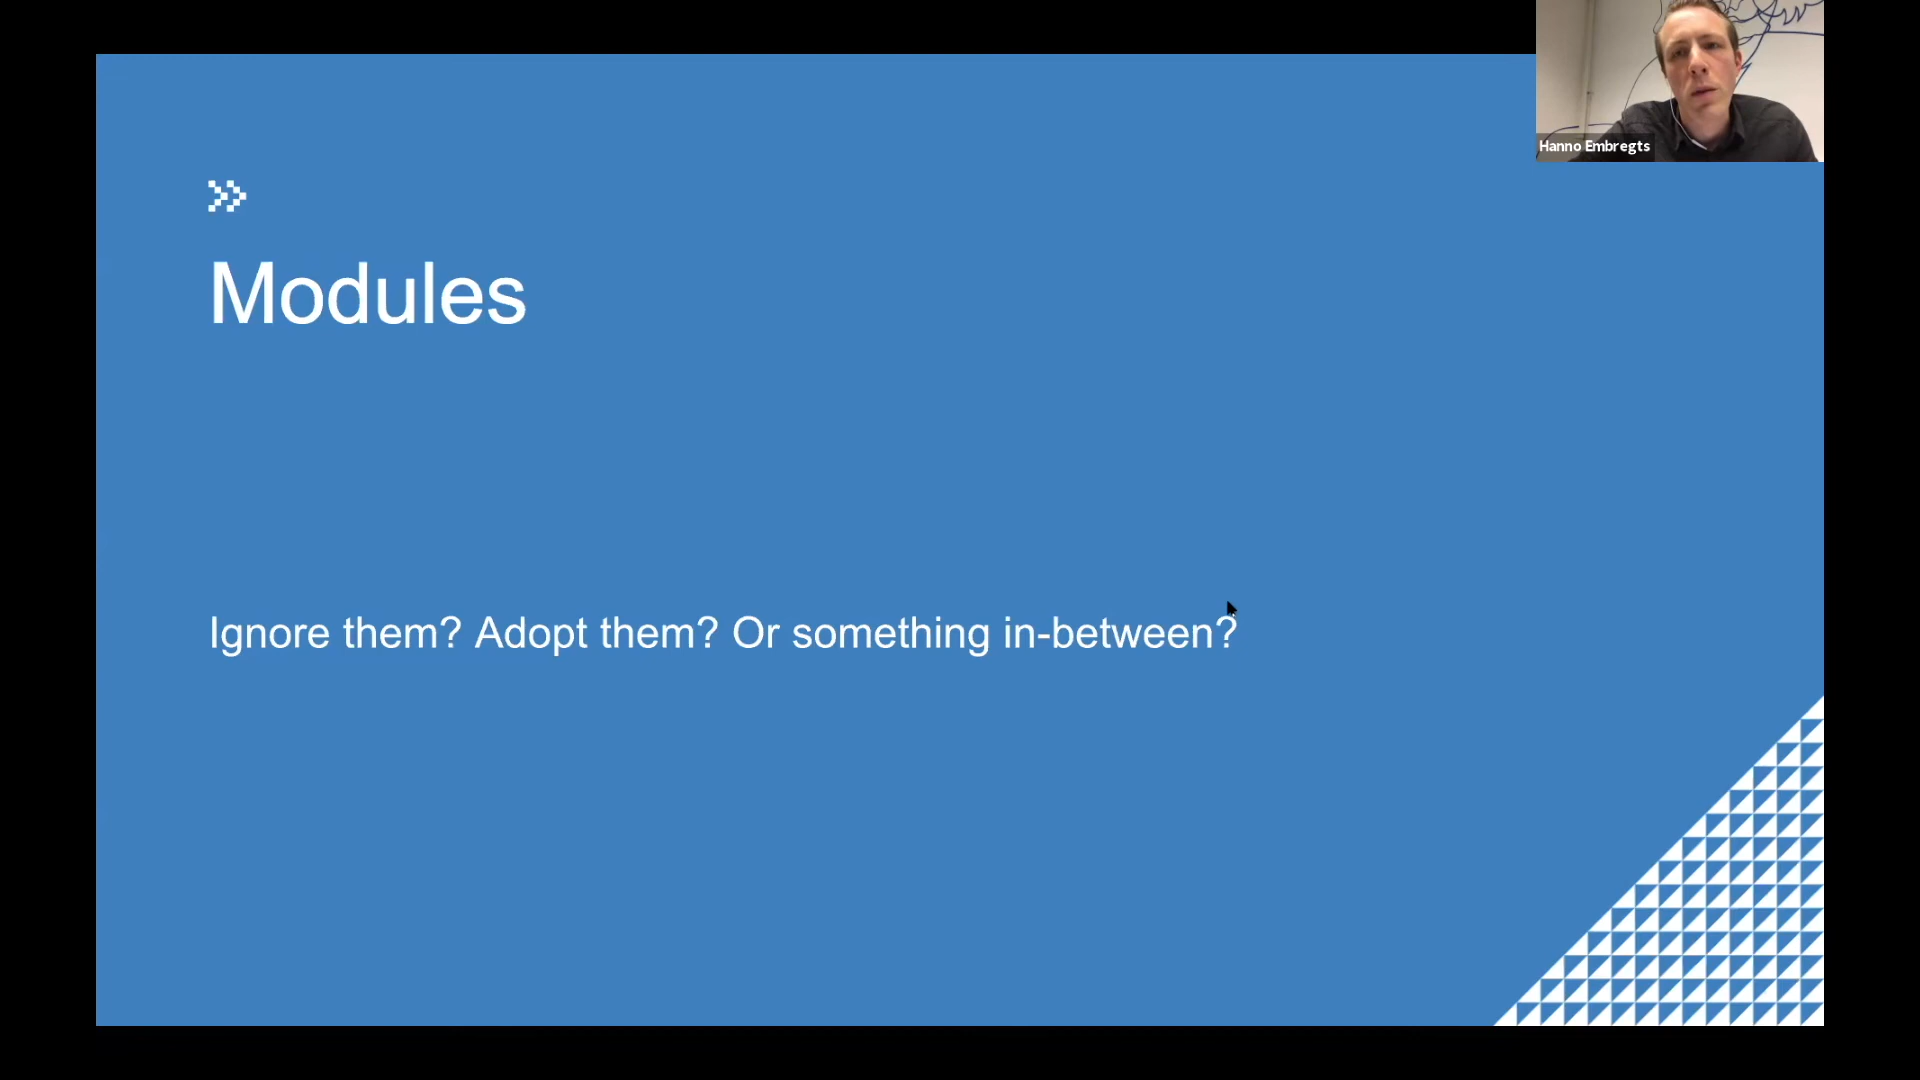 Hanno Embregts
Modules
Ignore them? Adopt them? Or something in-between?